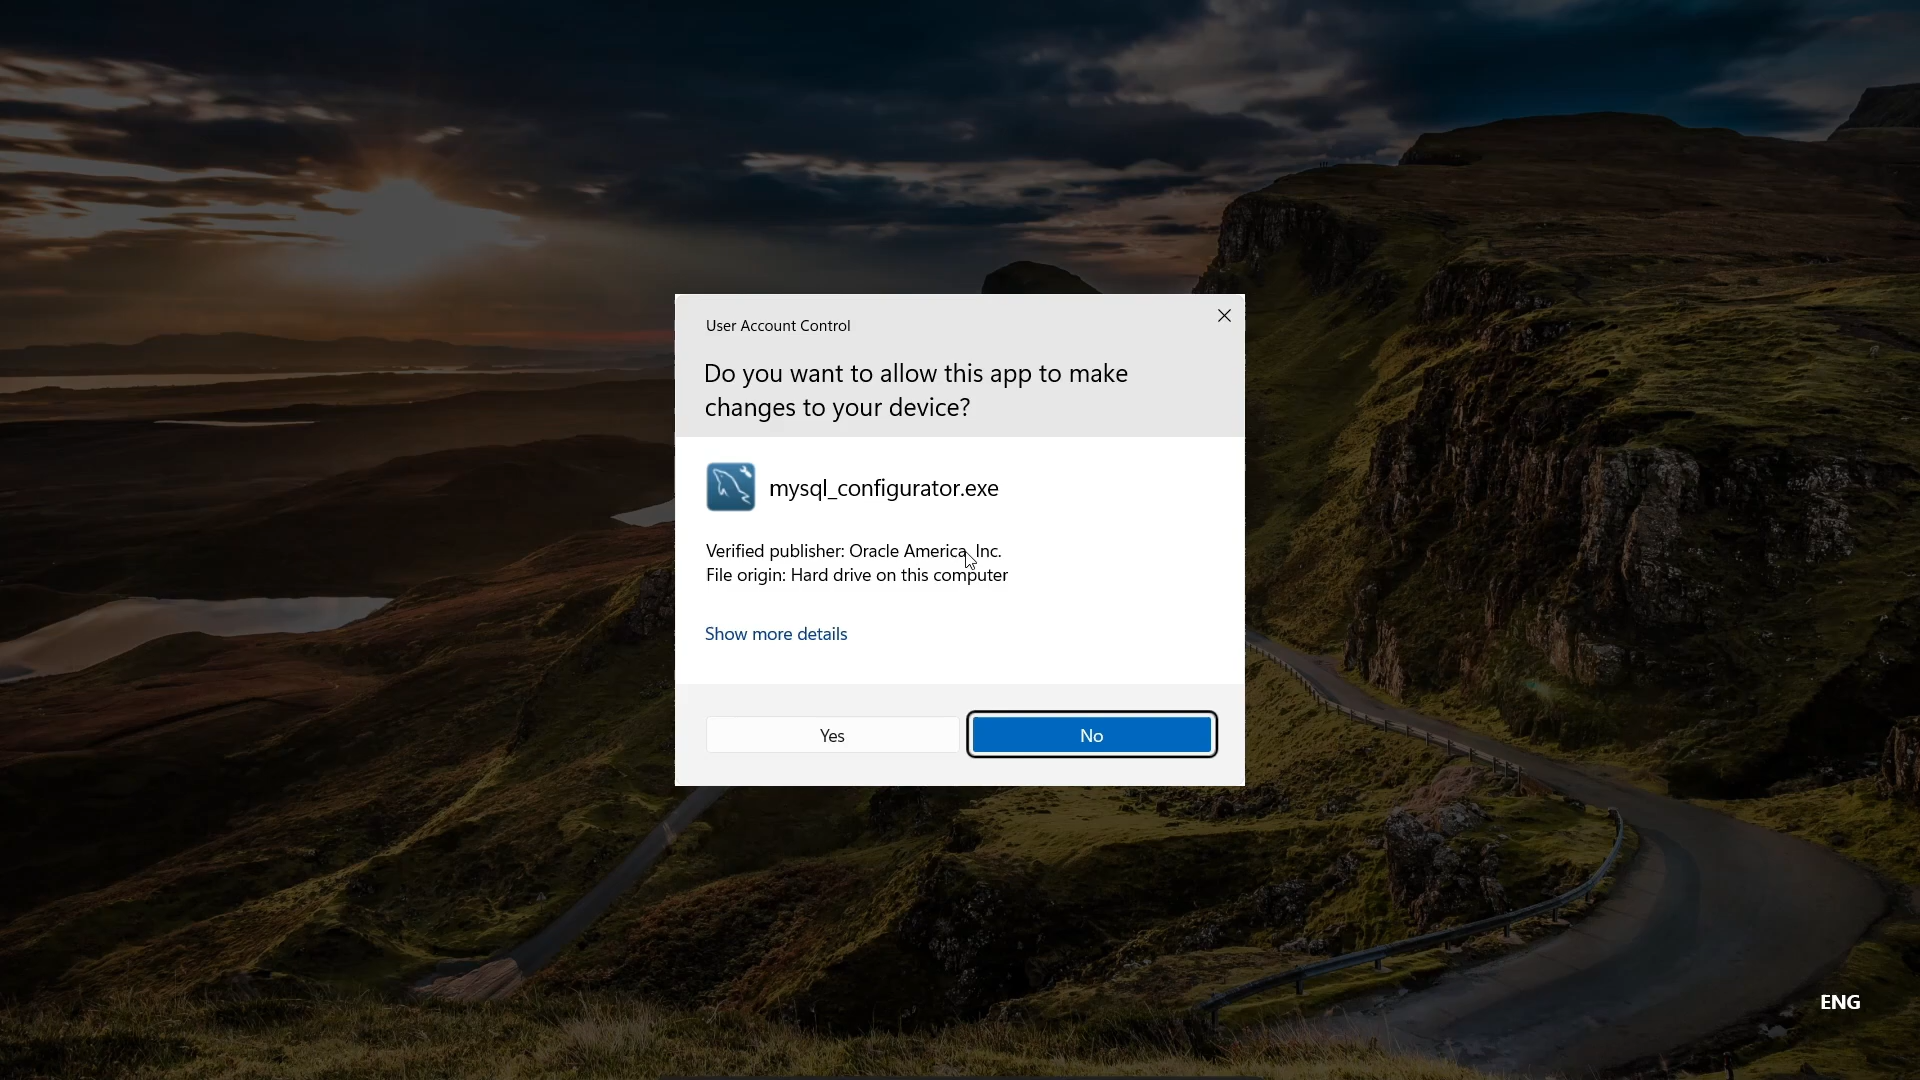 User Account Control
Do you want to allow this app to make
changes to your device?
mysql_configurator.exe
Verified publisher: Oracle America, Inc.
File origin: Hard drive on this computer
Show more details
Yes
No
ENG